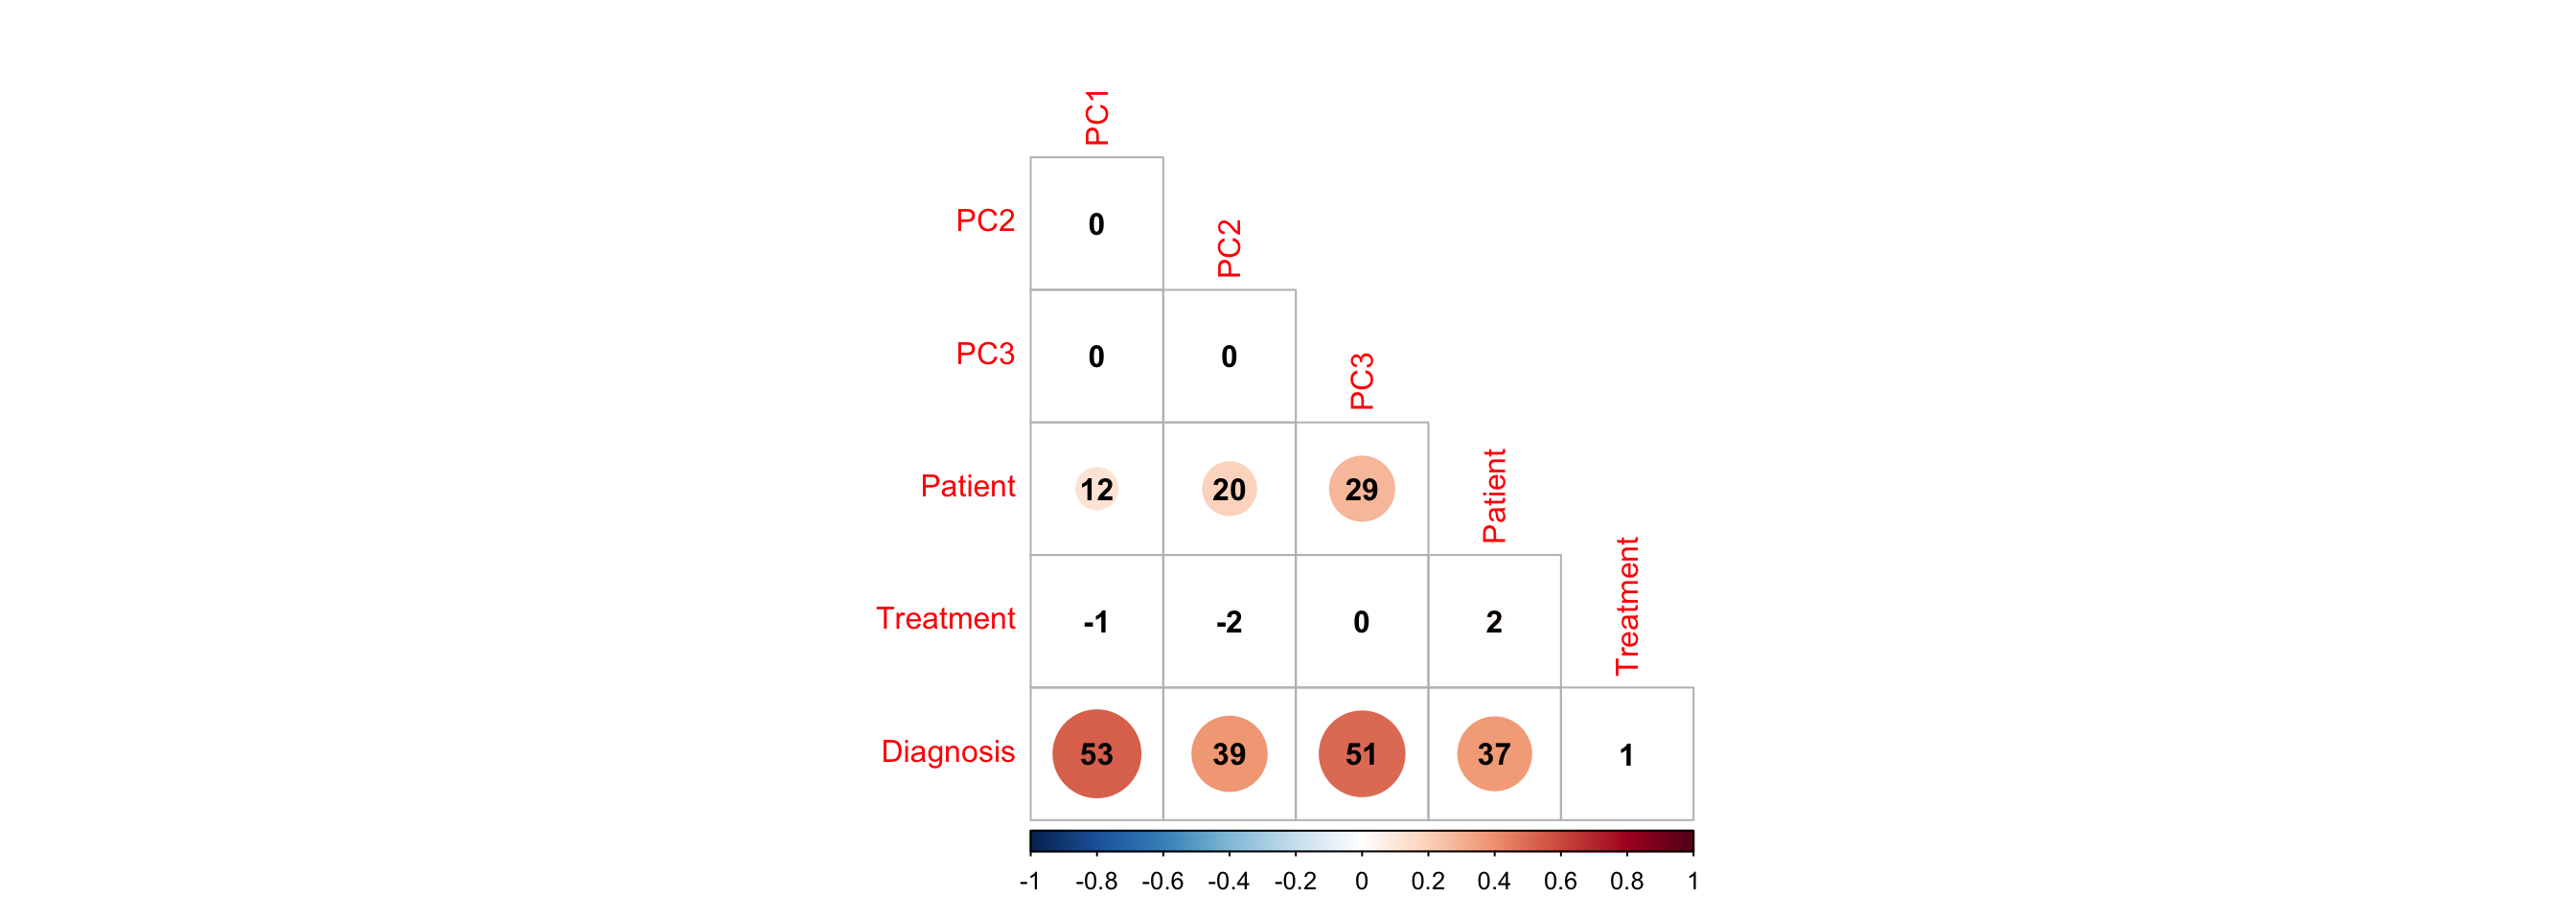 PC1
PC2 0
PC2
PC3 0 0
PC3
Patient 12 20 29
Patient
Treatment -1 -2 0 2
Treatment
Diagnosis 53 39 51 37 1
-1 -0.8 -0.6 -0.4 -0.2 0 0.2 0.4 0.6 0.8 1